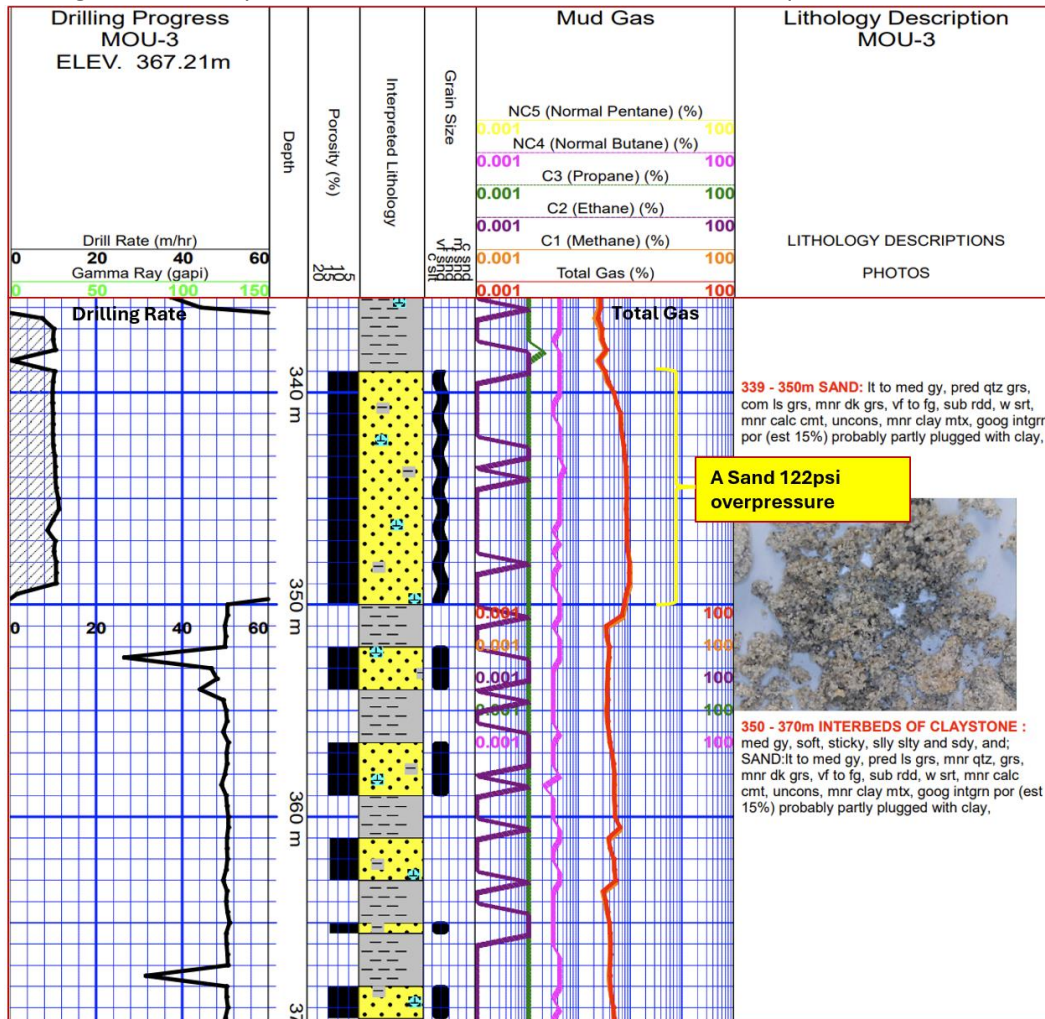 Drilling Progress
MOU-3
ELEV. 367.21m
Depth
Porosity (%)
Interpreted Lithology
Grain Size
Mud Gas
Lithology Description
MOU-3
NC5 (Normal Pentane) (%)
0.001 100
NC4 (Normal Butane) (%)
0.001 100
C3 (Propane) (%)
0.001 100
C2 (Ethane) (%)
0.001 100
C1 (Methane) (%)
0.001 100
Total Gas (%)
0.001 100
Drill Rate (m/hr)
0 20 40 60
Gamma Ray (gapi)
0 50 100 150
5
10
15
20
LITHOLOGY DESCRIPTIONS
PHOTOS
Drilling Rate
Total Gas
340 m
339 - 350m SAND: lt to med gy, pred qtz grs,
com ls grs, mnr dk grs, vf to fg, sub rdd, w srt,
mnr calc cmt, uncons, mnr clay mtx, goog intgrn
por (est 15%) probably partly plugged with clay,
A Sand 122psi
overpressure
350 m
0 20 40 60
0.001 100
0.001 100
0.001 100
0.001 100
0.001 100
350 - 370m INTERBEDS OF CLAYSTONE :
med gy, soft, sticky, slly slty and sdy, and;
SAND:lt to med gy, pred ls grs, mnr qtz, grs,
mnr dk grs, vf to fg, sub rdd, w srt, mnr calc
cmt, uncons, mnr clay mtx, goog intgrn por (est
15%) probably partly plugged with clay,
360 m